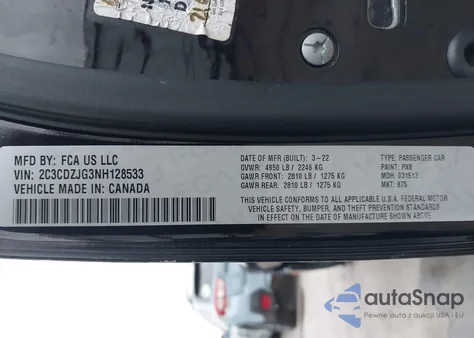 MFD BY: FCA US LLC
VIN: 2C3CDZJG3NH128533
VEHICLE MADE IN: CANADA
DATE OF MFR (BUILT): 3-22
GVWR: 4950 LB / 2246 KG
GAWR FRONT: 2810 LB / 1275 KG
GAWR REAR: 2810 LB / 1275 KG
TYPE: PASSENGER CAR
PAINT: PX8
MDH: 031513
MKT: 876
THIS VEHICLE CONFORMS TO ALL APPLICABLE U.S.A. FEDERAL MOTOR
VEHICLE SAFETY, BUMPER, AND THEFT PREVENTION STANDARDS IN
EFFECT ON THE DATE OF MANUFACTURE SHOWN ABOVE.
autoSnap
Pewne auta z aukcji USA - EU